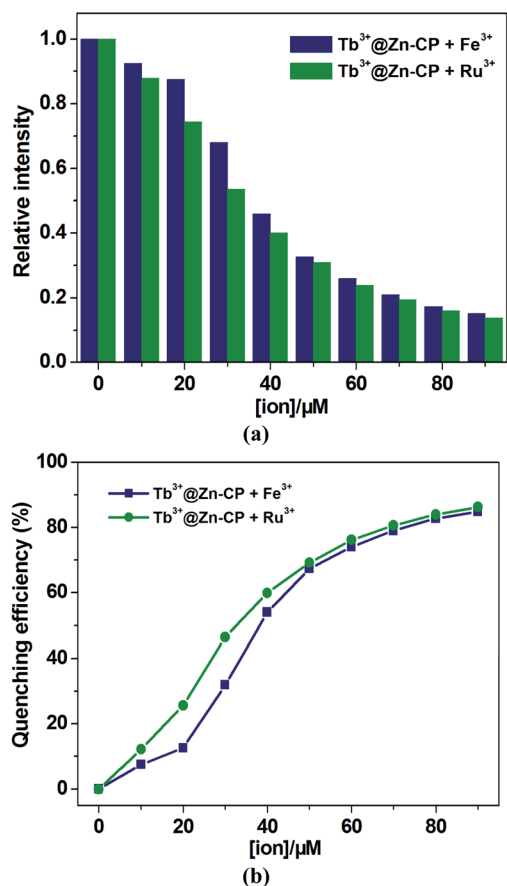 (a)
Relative intensity
1.0
0.8
0.6
0.4
0.2
0.0
Tb³⁺@Zn-CP + Fe³⁺
Tb³⁺@Zn-CP + Ru³⁺
0 20 40 60 80
[ion]/µM
(a)
Quenching efficiency (%)
100
80
60
40
20
0
Tb³⁺@Zn-CP + Fe³⁺
Tb³⁺@Zn-CP + Ru³⁺
0 20 40 60 80
[ion]/µM
(b)